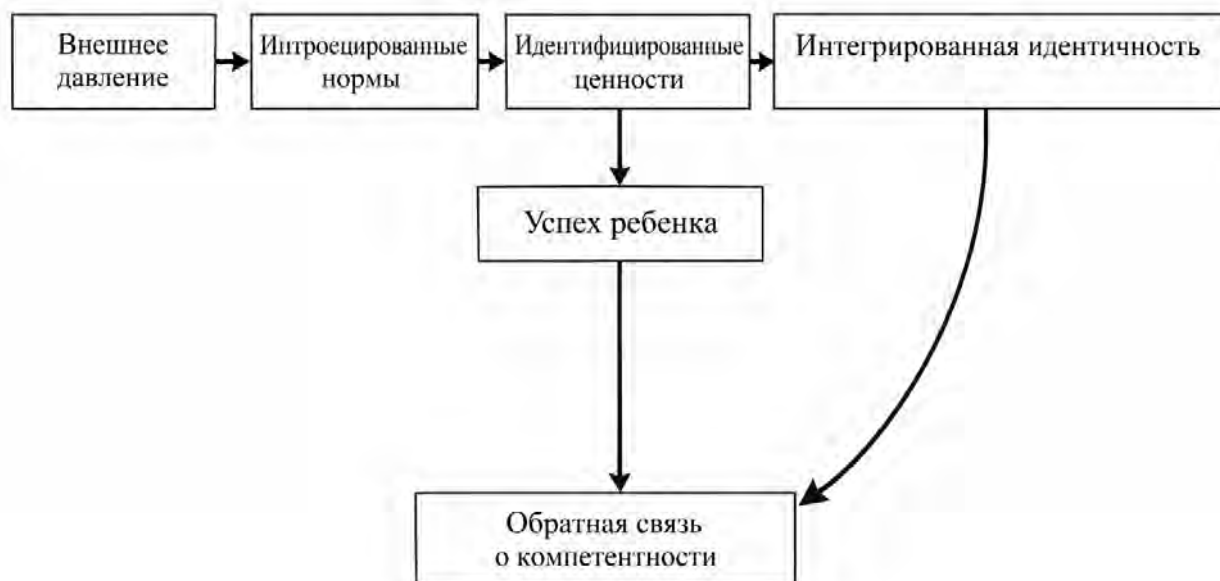 Внешнее
давление
Интроецированные
нормы
Идентифицированные
ценности
Интегрированная идентичность
Успех ребенка
Обратная связь
о компетентности